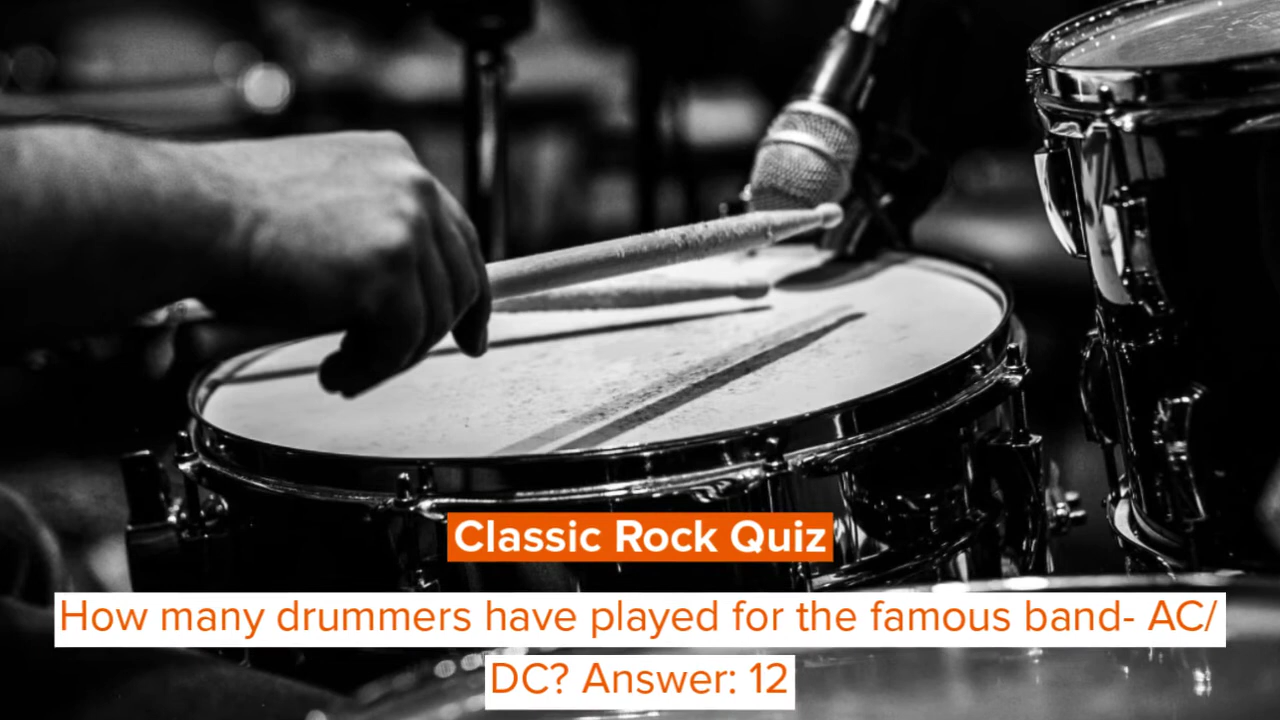 Classic Rock Quiz
How many drummers have played for the famous band- AC/
DC? Answer: 12